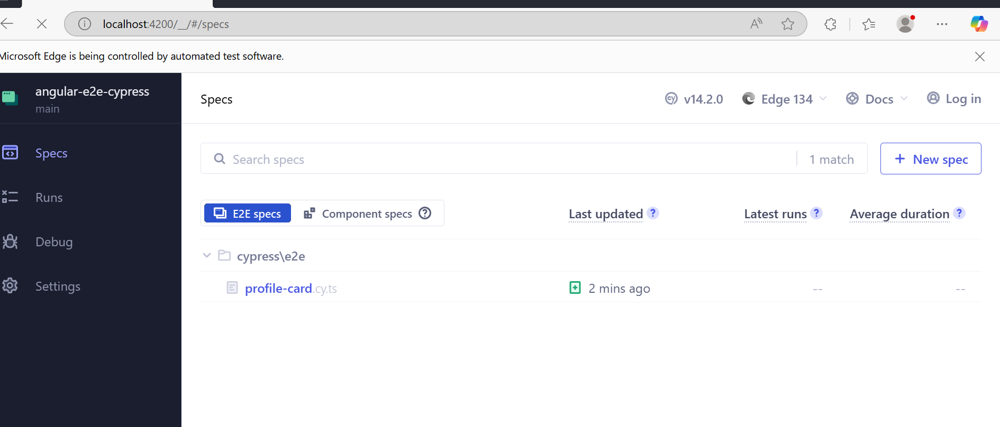 localhost:4200/__/#/specs
Microsoft Edge is being controlled by automated test software.
angular-e2e-cypress
main
Specs
Runs
Debug
Settings
Specs
cy v14.2.0
Edge 134
Docs
Log in
Search specs
1 match
+ New spec
E2E specs
Component specs ?
Last updated ?
Latest runs ?
Average duration ?
cypress\e2e
profile-card.cy.ts
2 mins ago
--
--